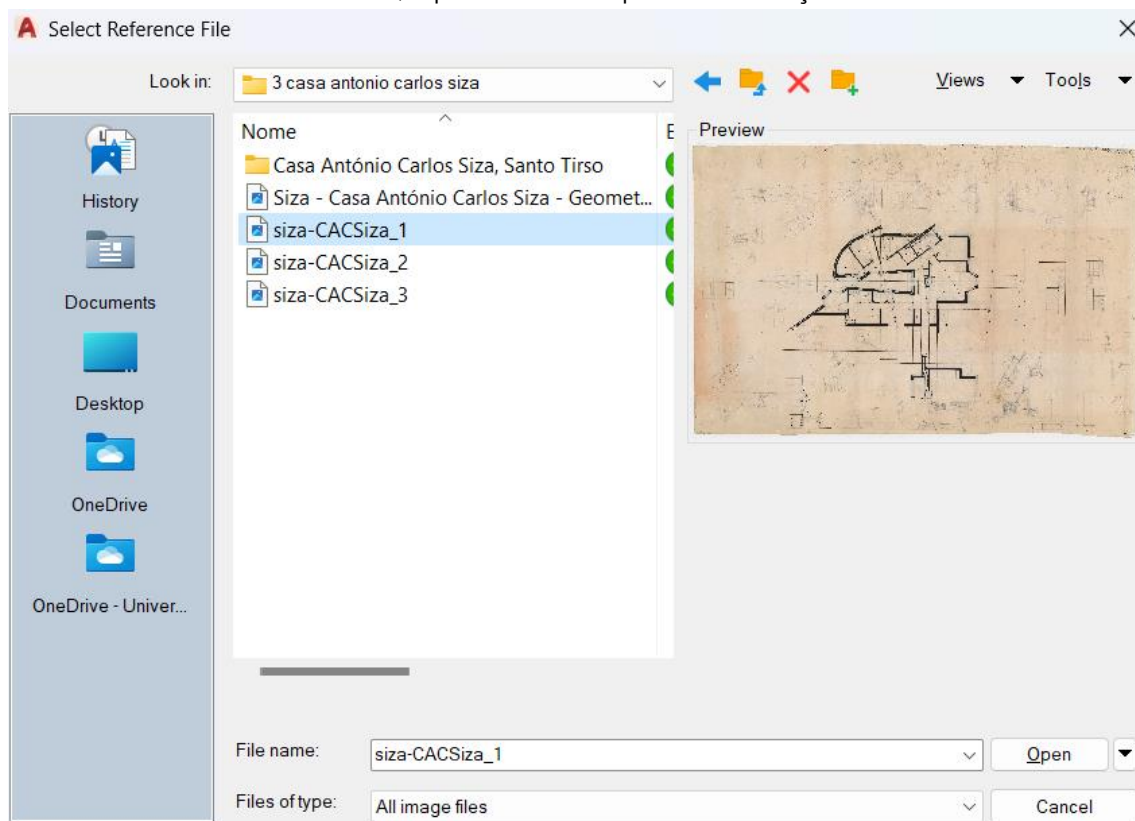 Select Reference File
Look in:
3 casa antonio carlos siza
Views
Tools
Nome
E
Preview
Casa António Carlos Siza, Santo Tirso
Siza - Casa António Carlos Siza - Geomet...
siza-CACSiza_1
siza-CACSiza_2
siza-CACSiza_3
History
Documents
Desktop
OneDrive
OneDrive - Univer...
File name:
siza-CACSiza_1
Open
Files of type:
All image files
Cancel